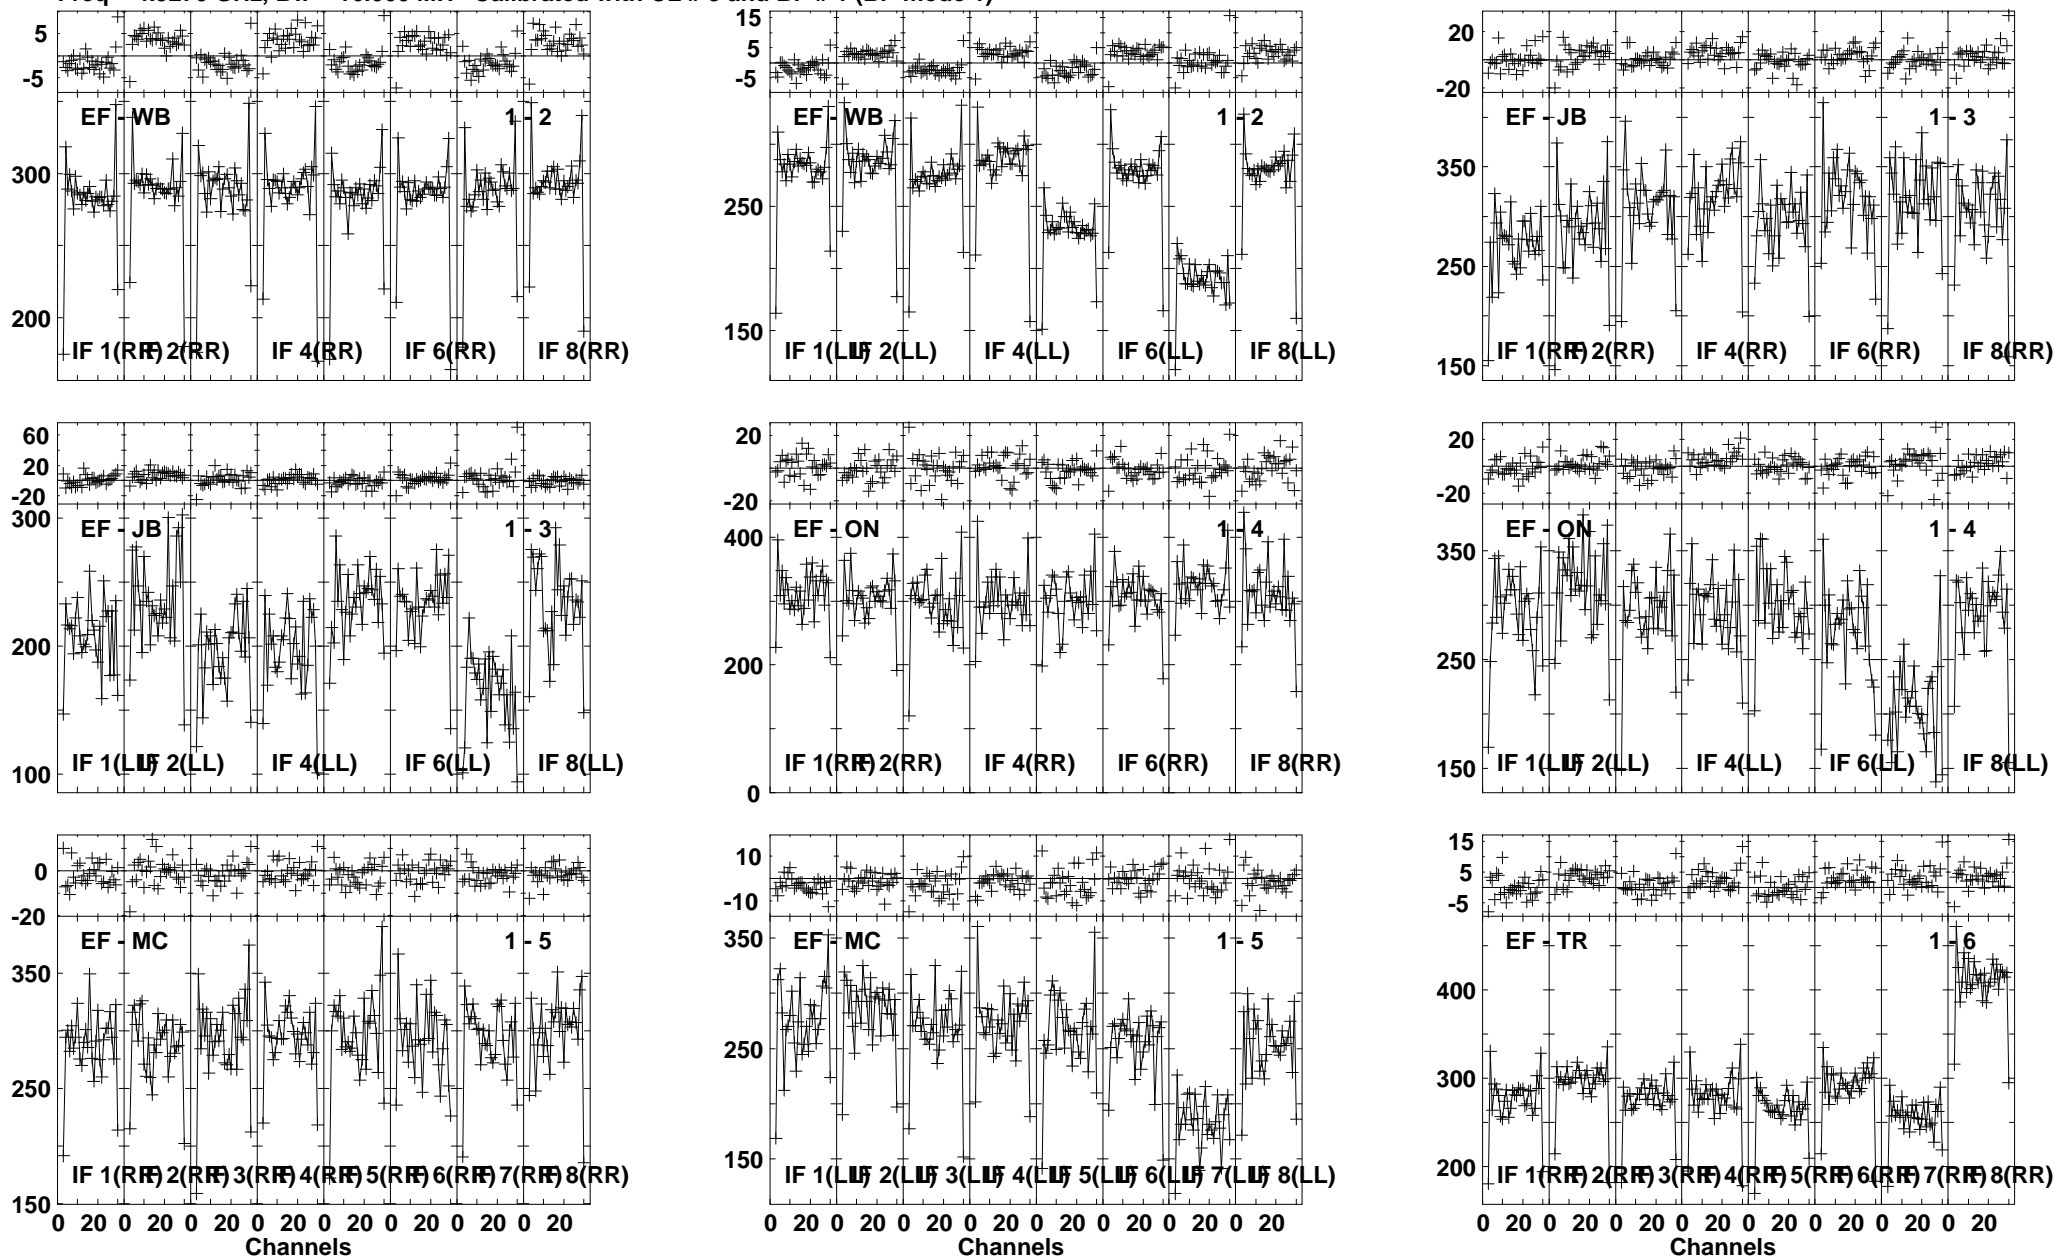 5 15 20
-5 5 -20
-5
EF - WB 1 - 2 EF - WB 1 - 2 EF - JB 1 - 3
300 250 350
200 150 250
150
IF 1(RR) IF 2(RR) IF 4(RR) IF 6(RR) IF 8(RR) IF 1(LL) IF 2(LL) IF 4(LL) IF 6(LL) IF 8(LL) IF 1(RR) IF 2(RR) IF 4(RR) IF 6(RR) IF 8(RR)
60 20 20
20 -20 -20
-20
EF - JB 1 - 3 EF - ON 1 - 4 EF - ON 1 - 4
300 400 350
200 200 250
100 0 150
IF 1(LL) IF 2(LL) IF 4(LL) IF 6(LL) IF 8(LL) IF 1(RR) IF 2(RR) IF 4(RR) IF 6(RR) IF 8(RR) IF 1(LL) IF 2(LL) IF 4(LL) IF 6(LL) IF 8(LL)
0 10 15
-20 -10 5
-5
EF - MC 1 - 5 EF - MC 1 - 5 EF - TR 1 - 6
350 350 400
250 250 300
150 150 200
IF 1(RR) IF 2(RR) IF 3(RR) IF 4(RR) IF 5(RR) IF 6(RR) IF 7(RR) IF 8(RR) IF 1(LL) IF 2(LL) IF 3(LL) IF 4(LL) IF 5(LL) IF 6(LL) IF 7(LL) IF 8(LL) IF 1(RR) IF 2(RR) IF 3(RR) IF 4(RR) IF 5(RR) IF 6(RR) IF 7(RR) IF 8(RR)
0 20 0 20 0 20 0 20 0 20 0 20 0 20 0 20 0 20 0 20 0 20 0 20 0 20 0 20 0 20 0 20 0 20 0 20 0 20 0 20 0 20 0 20 0 20 0 20
Channels Channels Channels